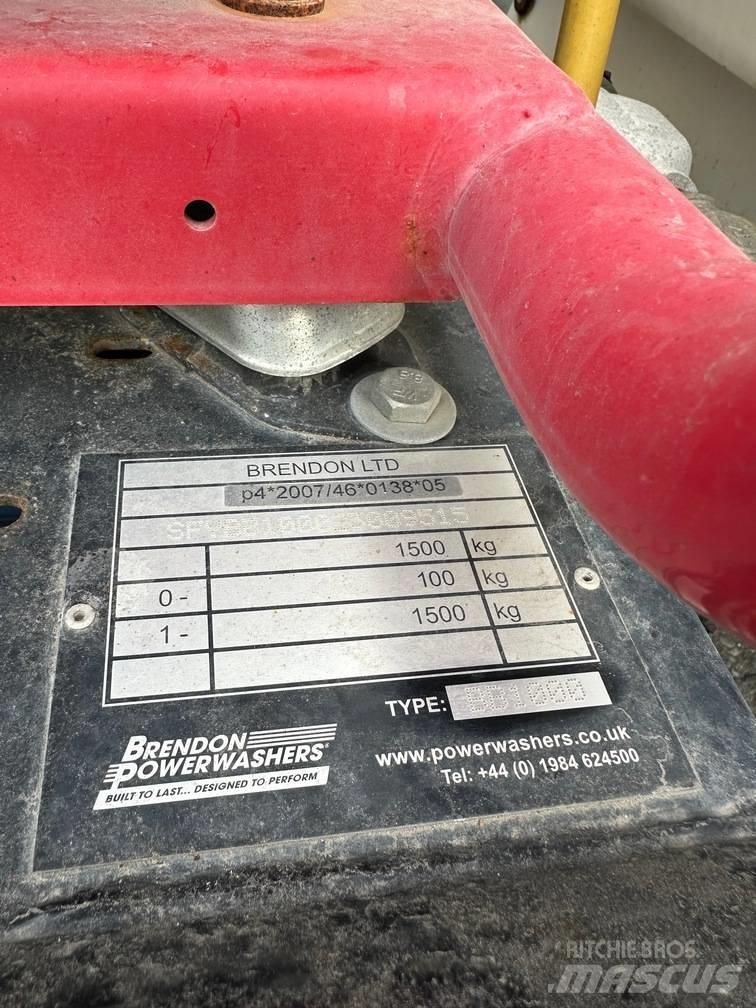 BRENDON LTD
p4*2007/46*0138*05
1500 kg
0- 100 kg
1- 1500 kg
TYPE: BB1000
BRENDON
POWERWASHERS
BUILT TO LAST... DESIGNED TO PERFORM
www.powerwashers.co.uk
Tel: +44 (0) 1984 624500
RITCHIE BROS.
MASCUS